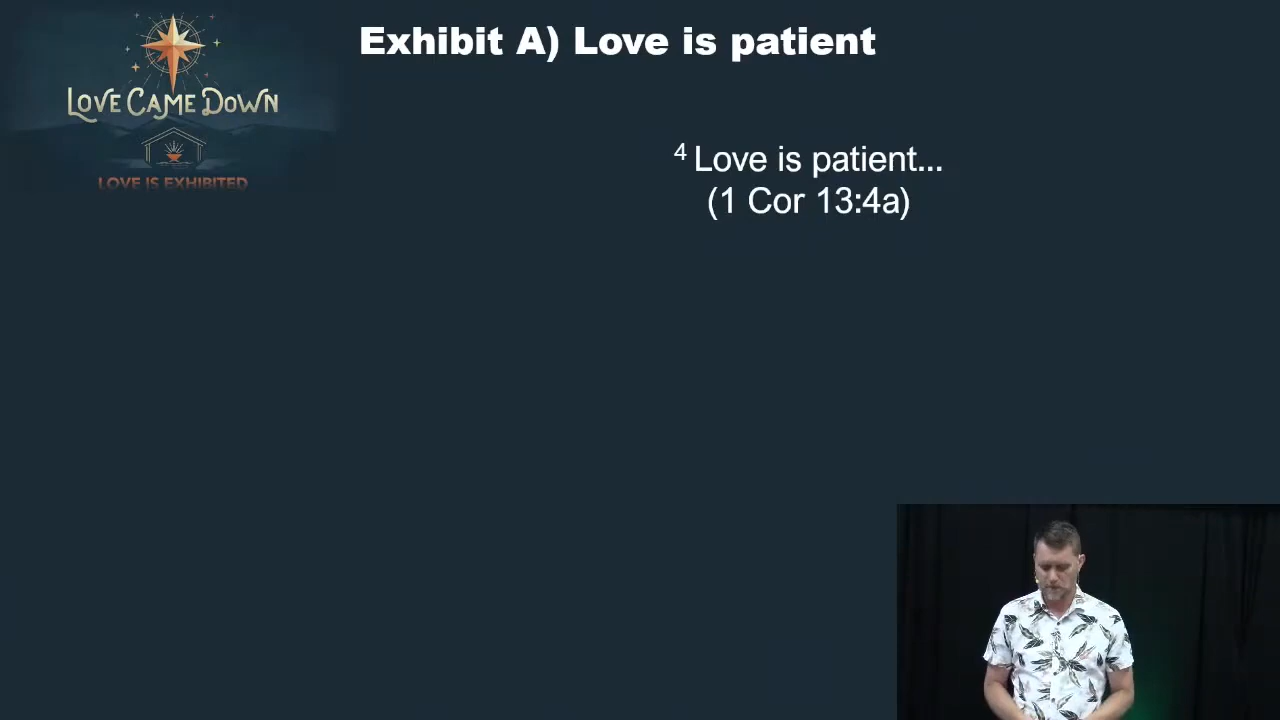 Exhibit A) Love is patient
LOVE CAME DOWN
LOVE IS EXHIBITED
4 Love is patient...
(1 Cor 13:4a)